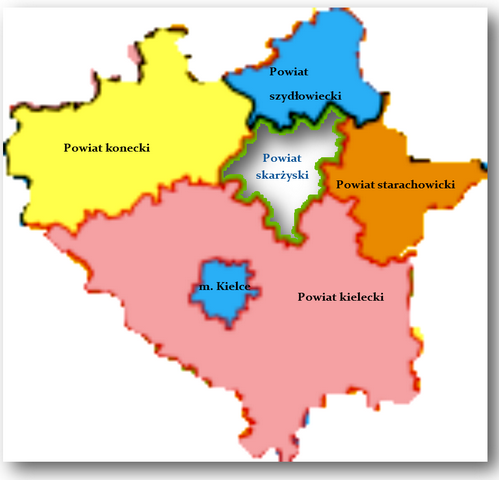 Powiat
szydłowiecki
Powiat konecki
Powiat
skarżyski
Powiat starachowicki
m. Kielce
Powiat kielecki